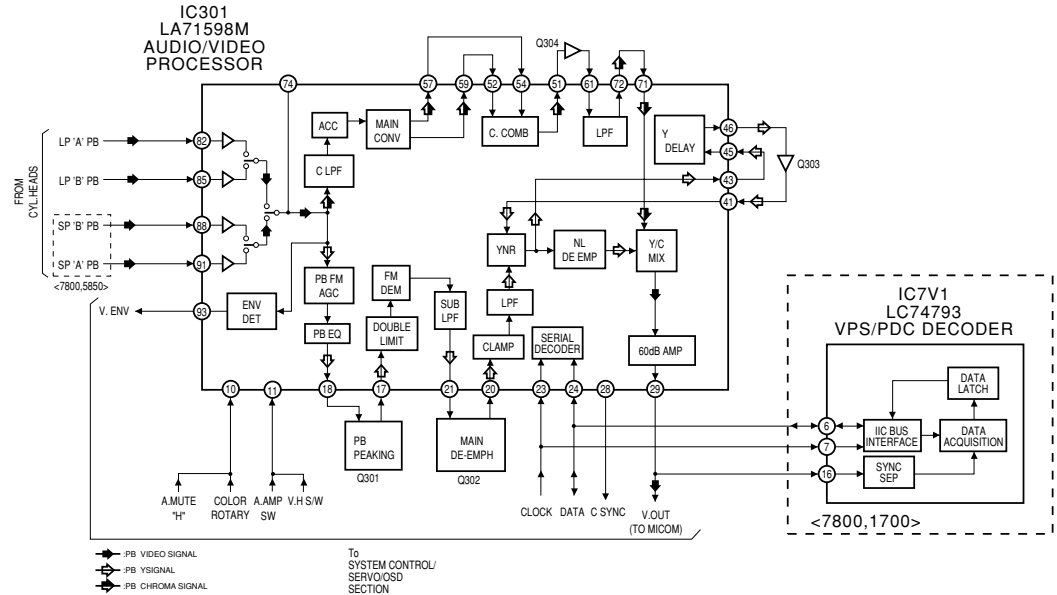 IC301
LA71598M
AUDIO/VIDEO
PROCESSOR
74
57
59
52
54
51
Q304
61
72
71
FROM
CYL.HEADS
LP 'A' PB
82
LP 'B' PB
85
SP 'B' PB
88
SP 'A' PB
91
<7800,5850>
V. ENV
93
ENV
DET
ACC
MAIN
CONV
C LPF
C. COMB
LPF
Y
DELAY
46
45
43
41
Q303
PB FM
AGC
PB EQ
FM
DEM
DOUBLE
LIMIT
SUB
LPF
YNR
NL
DE EMP
Y/C
MIX
LPF
CLAMP
SERIAL
DECODER
60dB AMP
10
11
18
17
21
20
23
24
28
29
PB
PEAKING
Q301
MAIN
DE-EMPH
Q302
A.MUTE
"H"
COLOR
ROTARY
A.AMP
SW
V.H S/W
CLOCK
DATA
C SYNC
V.OUT
(TO MICOM)
IC7V1
LC74793
VPS/PDC DECODER
6
7
16
IIC BUS
INTERFACE
DATA
LATCH
DATA
ACQUISITION
SYNC
SEP
<7800,1700>
:PB VIDEO SIGNAL
:PB YSIGNAL
:PB CHROMA SIGNAL
To
SYSTEM CONTROL/
SERVO/OSD
SECTION